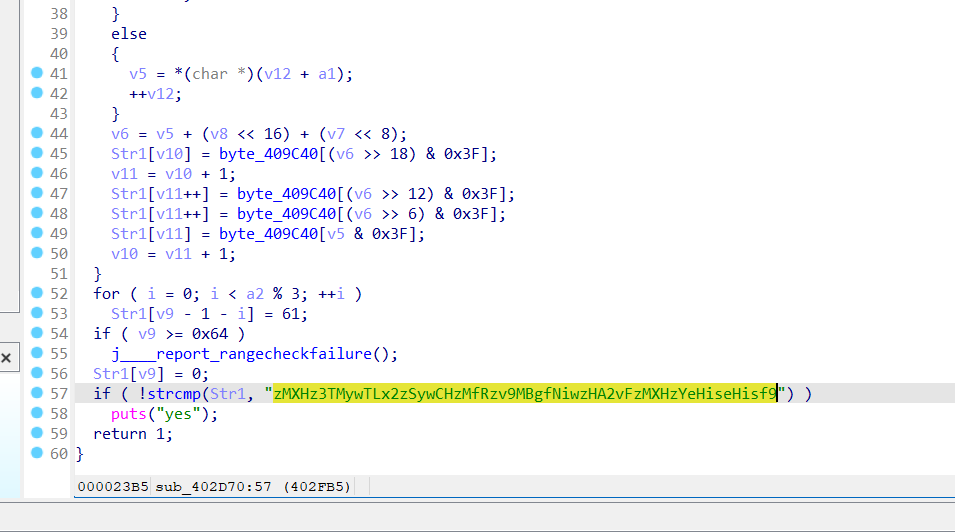 38 }
39 else
40 {
41 v5 = *(char *)(v12 + a1);
42 ++v12;
43 }
44 v6 = v5 + (v8 << 16) + (v7 << 8);
45 Str1[v10] = byte_409C40[(v6 >> 18) & 0x3F];
46 v11 = v10 + 1;
47 Str1[v11++] = byte_409C40[(v6 >> 12) & 0x3F];
48 Str1[v11++] = byte_409C40[(v6 >> 6) & 0x3F];
49 Str1[v11] = byte_409C40[v5 & 0x3F];
50 v10 = v11 + 1;
51 }
52 for ( i = 0; i < a2 % 3; ++i )
53 Str1[v9 - 1 - i] = 61;
54 if ( v9 >= 0x64 )
55 j____report_rangecheckfailure();
56 Str1[v9] = 0;
57 if ( !strcmp(Str1, "zMXHz3TMywTLx2zSywCHzMfRzv9MBgfNiwzHA2vFzMXHzYeHiseHisf9") )
58 puts("yes");
59 return 1;
60 }
000023B5 sub_402D70:57 (402FB5)